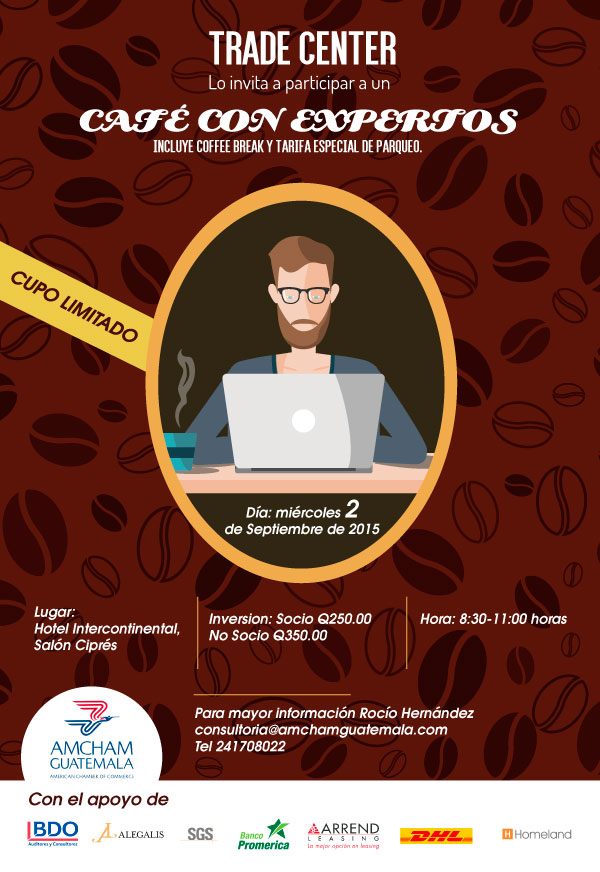 TRADE CENTER
Lo invita a participar a un
CAFÉ CON EXPERTOS
INCLUYE COFFEE BREAK Y TARIFA ESPECIAL DE PARQUEO.
CUPO LIMITADO
Día: miércoles 2
de Septiembre de 2015
Lugar:
Hotel Intercontinental,
Salón Ciprés
Inversion: Socio Q250.00
No Socio Q350.00
Hora: 8:30-11:00 horas
Para mayor información Rocío Hernández
consultoria@amchamguatemala.com
Tel 241708022
AMCHAM
GUATEMALA
AMERICAN CHAMBER OF COMMERCE
Con el apoyo de
BDO
Auditores y Consultores
A. ALEGALIS
SGS
Banco
Promerica
ARREND
LEASING
La mejor opción en leasing
DHL
H Homeland